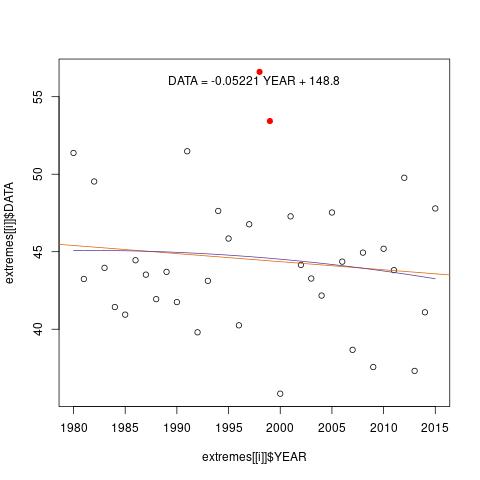 DATA = -0.05221 YEAR + 148.8
55
50
45
40
extremes[[i]]$DATA
1980 1985 1990 1995 2000 2005 2010 2015
extremes[[i]]$YEAR